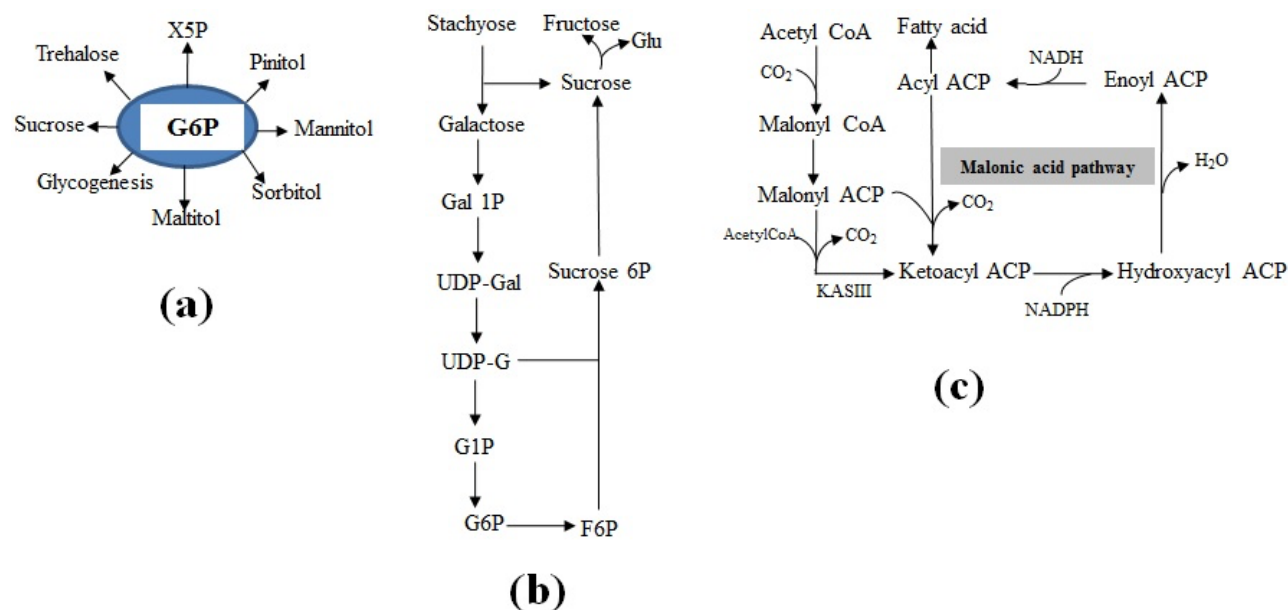 X5P
Trehalose
Pinitol
Sucrose
G6P
Mannitol
Glycogenesis
Sorbitol
Maltitol
(a)
Stachyose
Fructose
Glu
Sucrose
Galactose
Gal 1P
Sucrose 6P
UDP-Gal
UDP-G
G1P
G6P
F6P
(b)
Acetyl CoA
Fatty acid
CO2
NADH
Acyl ACP
Enoyl ACP
Malonyl CoA
Malonic acid pathway
H2O
Malonyl ACP
CO2
AcetylCoA
CO2
Ketoacyl ACP
Hydroxyacyl ACP
KASIII
NADPH
(c)